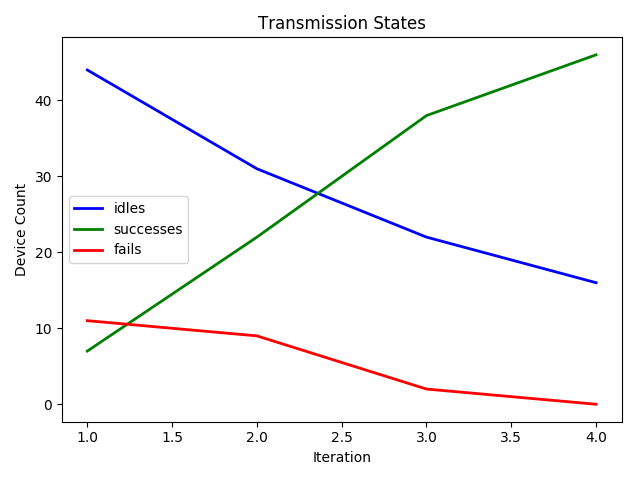 Transmission States
Device Count
40
30
20
10
0
idles
successes
fails
1.0 1.5 2.0 2.5 3.0 3.5 4.0
Iteration